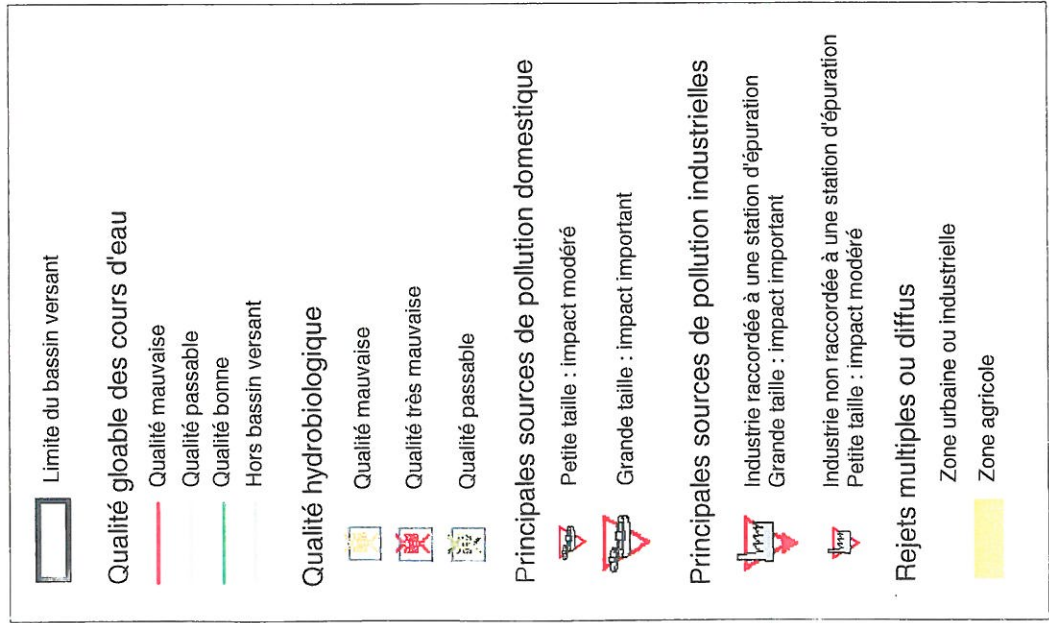 Limite du bassin versant
Qualité gloable des cours d'eau
Qualité mauvaise
Qualité passable
Qualité bonne
Hors bassin versant
Qualité hydrobiologique
Qualité mauvaise
Qualité très mauvaise
Qualité passable
Principales sources de pollution domestique
Petite taille : impact modéré
Grande taille : impact important
Principales sources de pollution industrielles
Industrie raccordée à une station d'épuration
Grande taille : impact important
Industrie non raccordée à une station d'épuration
Petite taille : impact modéré
Rejets multiples ou diffus
Zone urbaine ou industrielle
Zone agricole